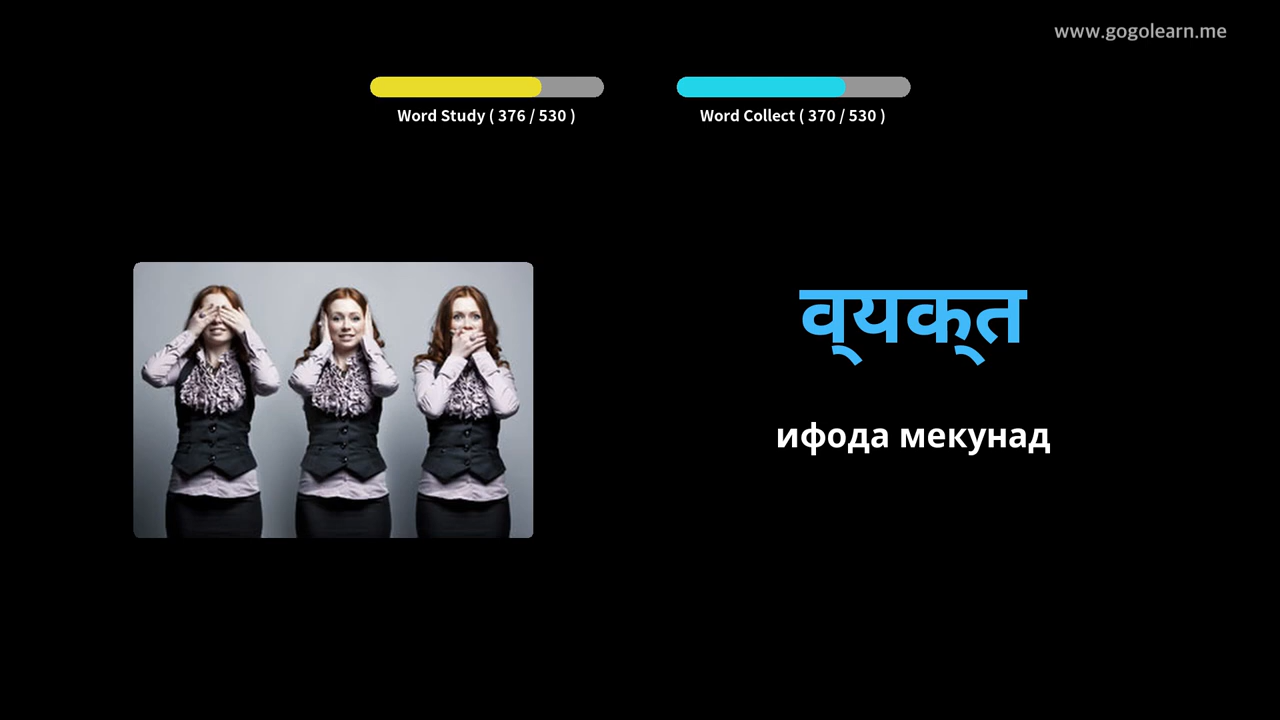 www.gogolearn.me
Word Study ( 376 / 530 )
Word Collect ( 370 / 530 )
व्यक्त
ифода мекунад